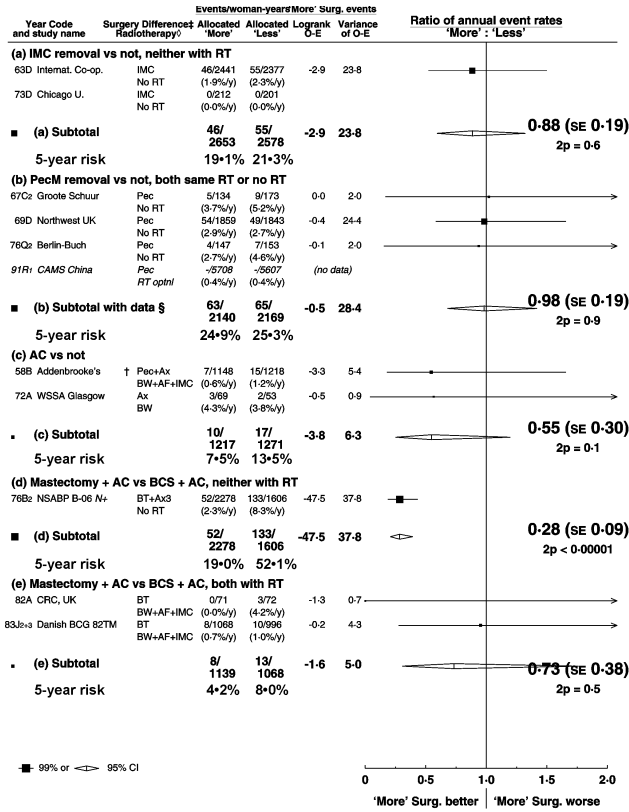 Events/woman-years 'More' Surg. events
Year Code and study name Surgery Difference‡ Radiotherapy◊ Allocated 'More' Allocated 'Less' Logrank O-E Variance of O-E Ratio of annual event rates 'More' : 'Less'
(a) IMC removal vs not, neither with RT
63D Internat. Co-op. IMC 46/2441 55/2377 -2·9 23·8
No RT (1·9%/y) (2·3%/y)
73D Chicago U. IMC 0/212 0/201
No RT (0·0%/y) (0·0%/y)
(a) Subtotal 46/2653 55/2578 -2·9 23·8 0·88 (SE 0·19)
2p = 0·6
5-year risk 19•1% 21•3%
(b) PecM removal vs not, both same RT or no RT
67C2 Groote Schuur Pec 5/134 9/173 0·0 2·0
No RT (3·7%/y) (5·2%/y)
69D Northwest UK Pec 54/1859 49/1843 -0·4 24·4
No RT (2·9%/y) (2·7%/y)
76Q2 Berlin-Buch Pec 4/147 7/153 -0·1 2·0
No RT (2·7%/y) (4·6%/y)
91R1 CAMS China Pec -/5708 -/5607 (no data)
RT optnl (0·4%/y) (0·4%/y)
(b) Subtotal with data § 63/2140 65/2169 -0·5 28·4 0·98 (SE 0·19)
2p = 0·9
5-year risk 24•9% 25•3%
(c) AC vs not
58B Addenbrooke's † Pec+Ax 7/1148 15/1218 -3·3 5·4
BW+AF+IMC (0·6%/y) (1·2%/y)
72A WSSA Glasgow Ax 3/69 2/53 -0·5 0·9
BW (4·3%/y) (3·8%/y)
(c) Subtotal 10/1217 17/1271 -3·8 6·3 0·55 (SE 0·30)
2p = 0·1
5-year risk 7•5% 13•5%
(d) Mastectomy + AC vs BCS + AC, neither with RT
76B2 NSABP B-06 N+ BT+Ax3 52/2278 133/1606 -47·5 37·8
No RT (2·3%/y) (8·3%/y)
(d) Subtotal 52/2278 133/1606 -47·5 37·8 0·28 (SE 0·09)
2p < 0·00001
5-year risk 19•0% 52•1%
(e) Mastectomy + AC vs BCS + AC, both with RT
82A CRC, UK BT 0/71 3/72 -1·3 0·7
BW+AF+IMC (0·0%/y) (4·2%/y)
83J2+3 Danish BCG 82TM BT 8/1068 10/996 -0·2 4·3
BW+AF+IMC (0·7%/y) (1·0%/y)
(e) Subtotal 8/1139 13/1068 -1·6 5·0 0·73 (SE 0·38)
2p = 0·5
5-year risk 4•2% 8•0%
99% or 95% CI
0 0·5 1·0 1·5 2·0
'More' Surg. better 'More' Surg. worse